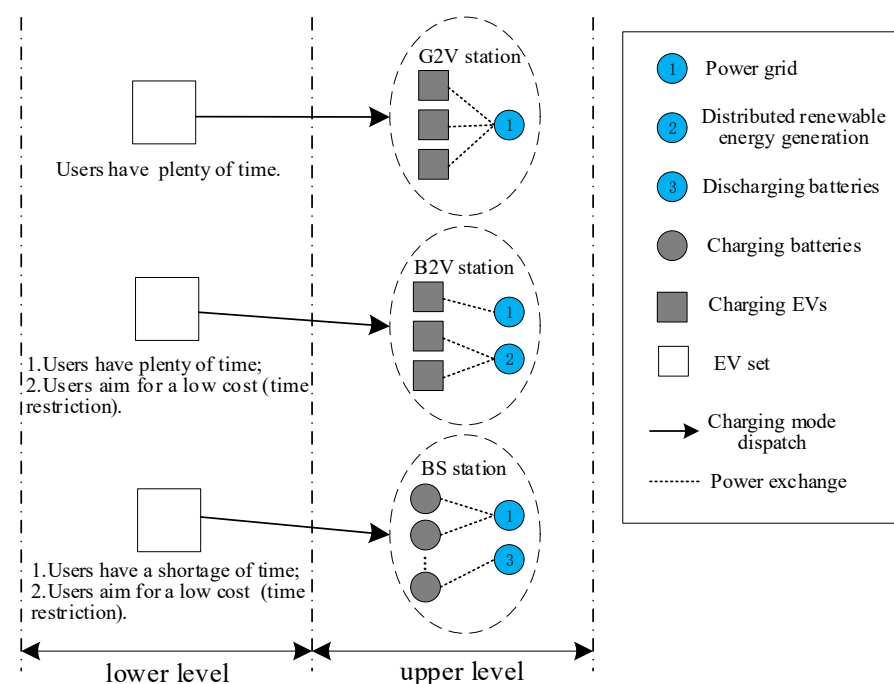 G2V station
1
Users have plenty of time.
B2V station
1
2
1.Users have plenty of time;
2.Users aim for a low cost (time
restriction).
BS station
1
3
1.Users have a shortage of time;
2.Users aim for a low cost (time
restriction).
lower level
upper level
1 Power grid
2 Distributed renewable
energy generation
3 Discharging batteries
Charging batteries
Charging EVs
EV set
Charging mode
dispatch
Power exchange